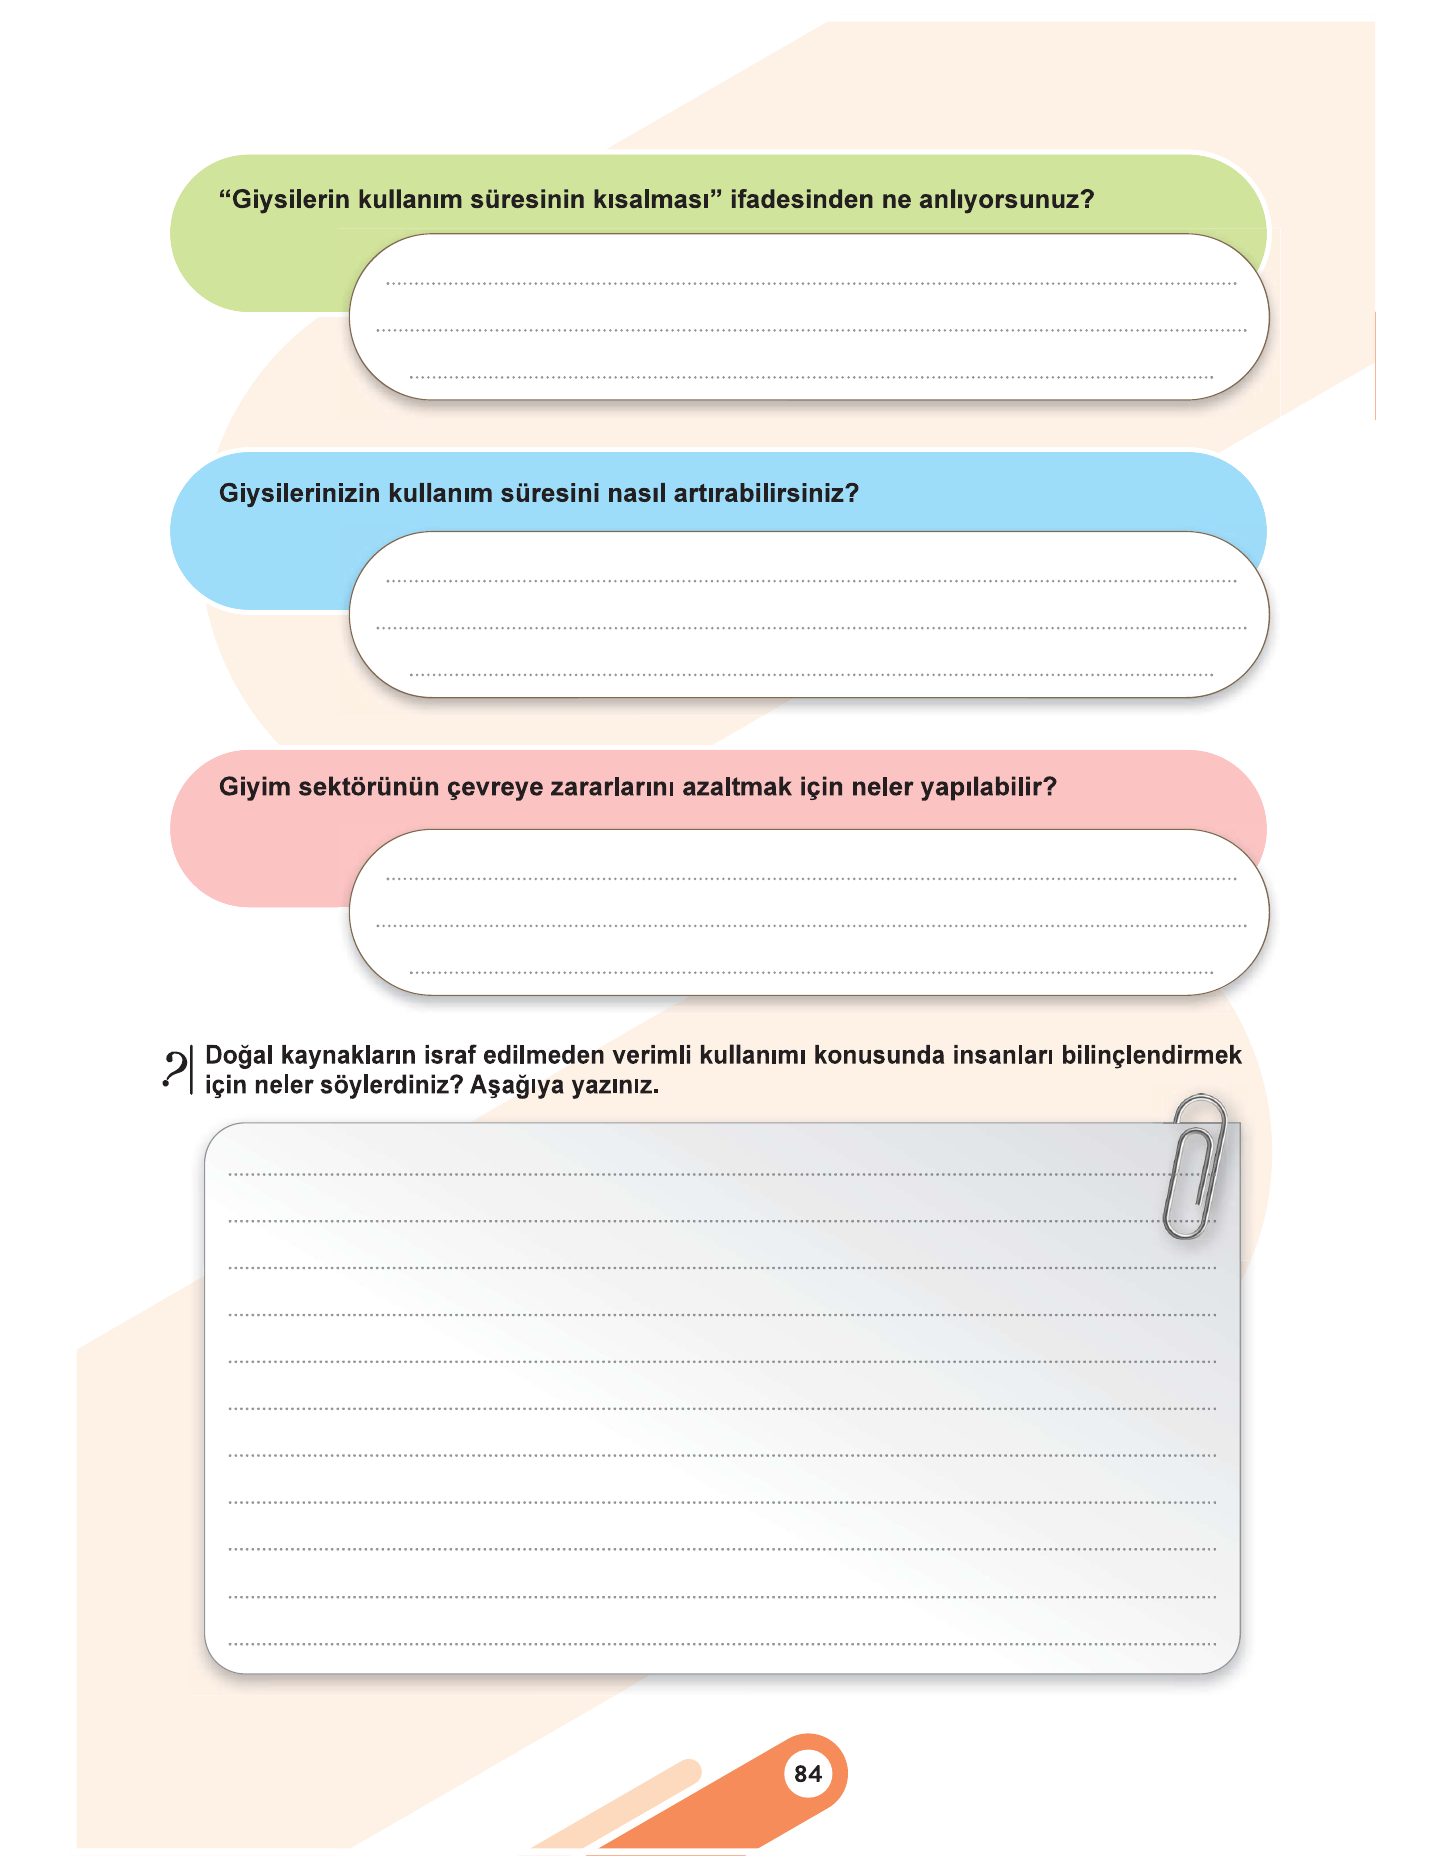 “Giysilerin kullanım süresinin kısalması” ifadesinden ne anlıyorsunuz?
Giysilerinizin kullanım süresini nasıl artırabilirsiniz?
Giyim sektörünün çevreye zararlarını azaltmak için neler yapılabilir?
? Doğal kaynakların israf edilmeden verimli kullanımı konusunda insanları bilinçlendirmek
için neler söylerdiniz? Aşağıya yazınız.
84